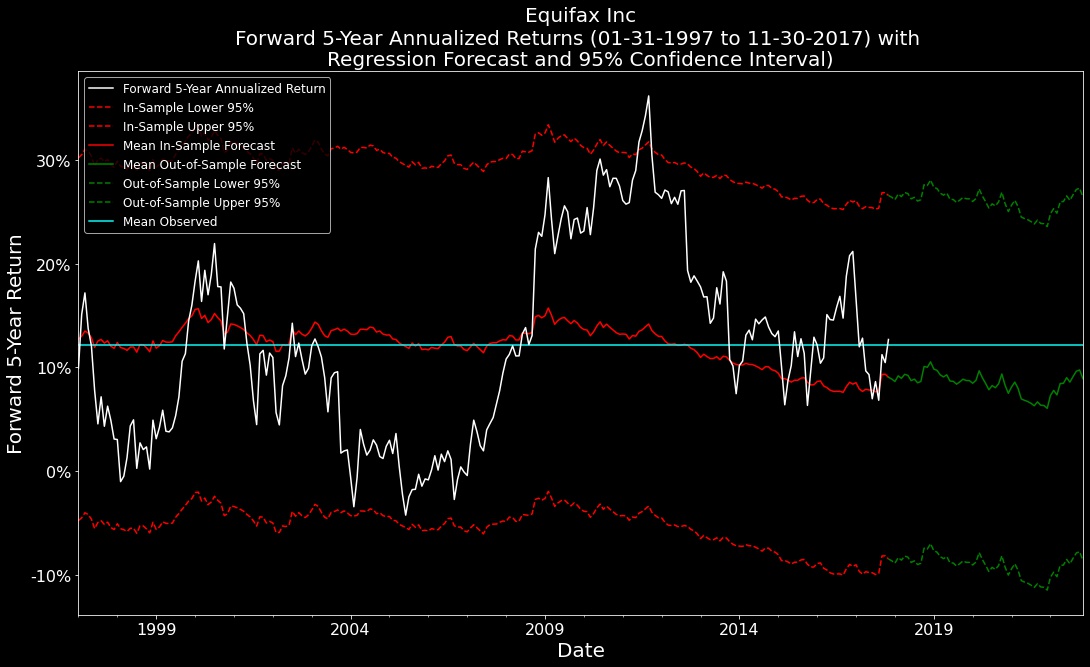 Equifax Inc
Forward 5-Year Annualized Returns (01-31-1997 to 11-30-2017) with
Regression Forecast and 95% Confidence Interval)
Forward 5-Year Annualized Return
In-Sample Lower 95%
In-Sample Upper 95%
Mean In-Sample Forecast
Mean Out-of-Sample Forecast
Out-of-Sample Lower 95%
Out-of-Sample Upper 95%
Mean Observed
Forward 5-Year Return
30%
20%
10%
0%
-10%
1999 2004 2009 2014 2019
Date